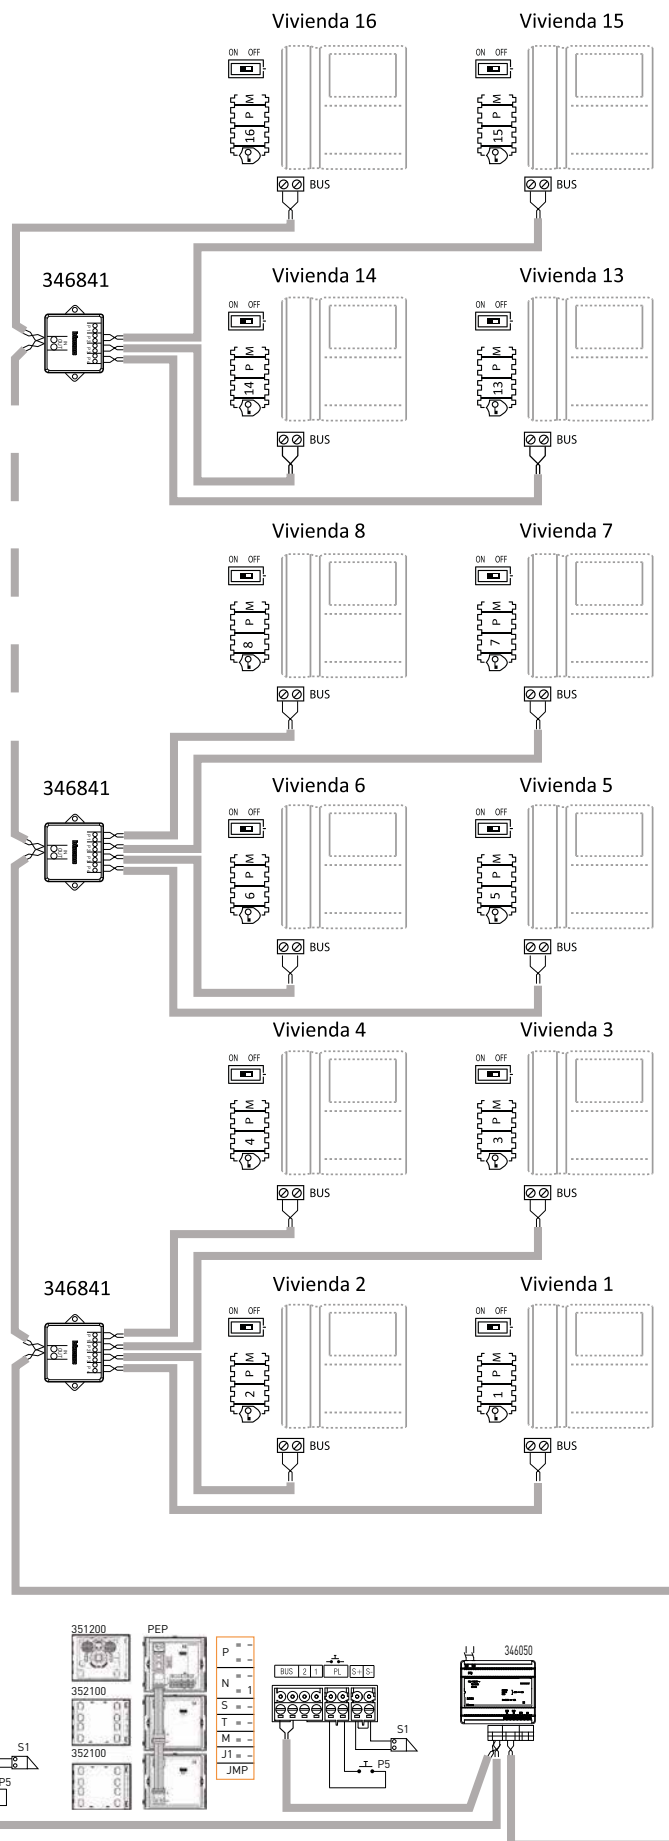 Vivienda 16
Vivienda 15
ON OFF
ON OFF
M
P
16
M
P
15
BUS
BUS
346841
Vivienda 14
Vivienda 13
ON OFF
ON OFF
M
P
14
M
P
13
BUS
BUS
Vivienda 8
Vivienda 7
ON OFF
ON OFF
M
P
8
M
P
7
BUS
BUS
346841
Vivienda 6
Vivienda 5
ON OFF
ON OFF
M
P
6
M
P
5
BUS
BUS
Vivienda 4
Vivienda 3
ON OFF
ON OFF
M
P
4
M
P
3
BUS
BUS
346841
Vivienda 2
Vivienda 1
ON OFF
ON OFF
M
P
2
M
P
1
BUS
BUS
351200
PEP
352100
352100
P = -
= -
N = -
= 1
S = -
T = -
M = -
J1 = -
JMP
BUS 2 1 PL S+ S-
S1
P5
346050
S1
P5